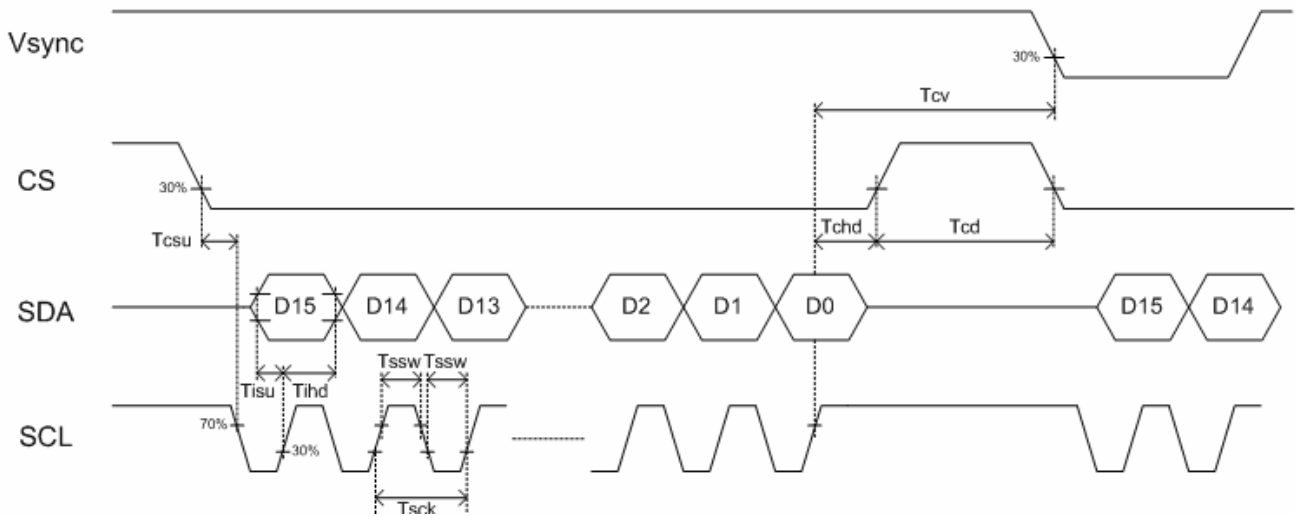 Vsync
30%
Tcv
CS
30%
Tcsu
Tchd
Tcd
SDA
D15
D14
D13
D2
D1
D0
D15
D14
Tisu
Tihd
Tssw
Tssw
SCL
70%
30%
Tsck